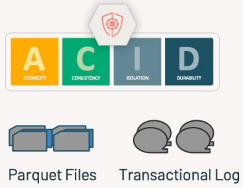 A C I D
ATOMICITY CONSISTENCY ISOLATION DURABILITY
Parquet Files Transactional Log